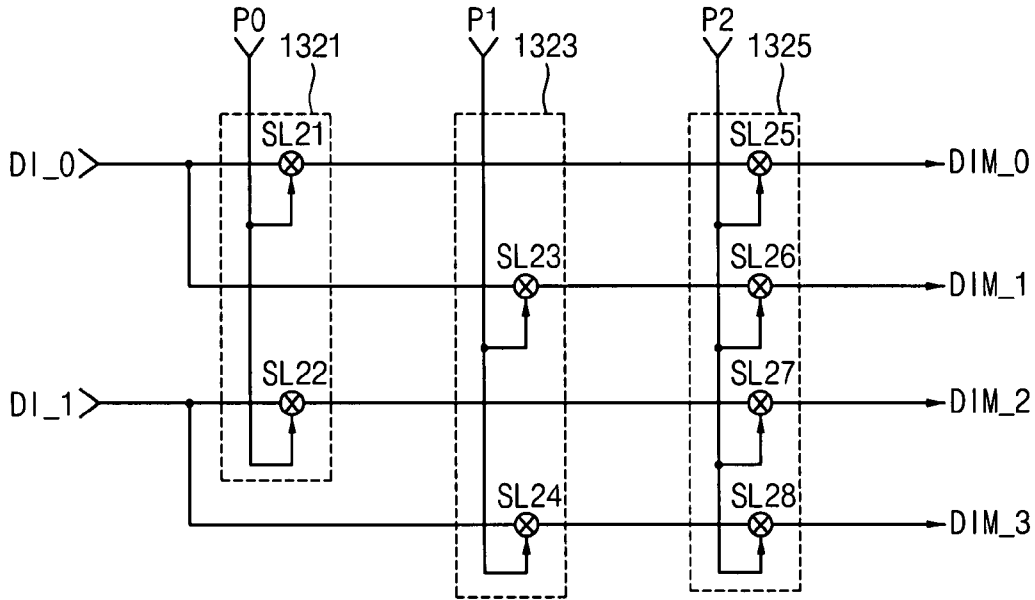 P0
1321
P1
1323
P2
1325
SL21
SL25
DI_0
DIM_0
SL23
SL26
DIM_1
SL22
SL27
DI_1
DIM_2
SL24
SL28
DIM_3